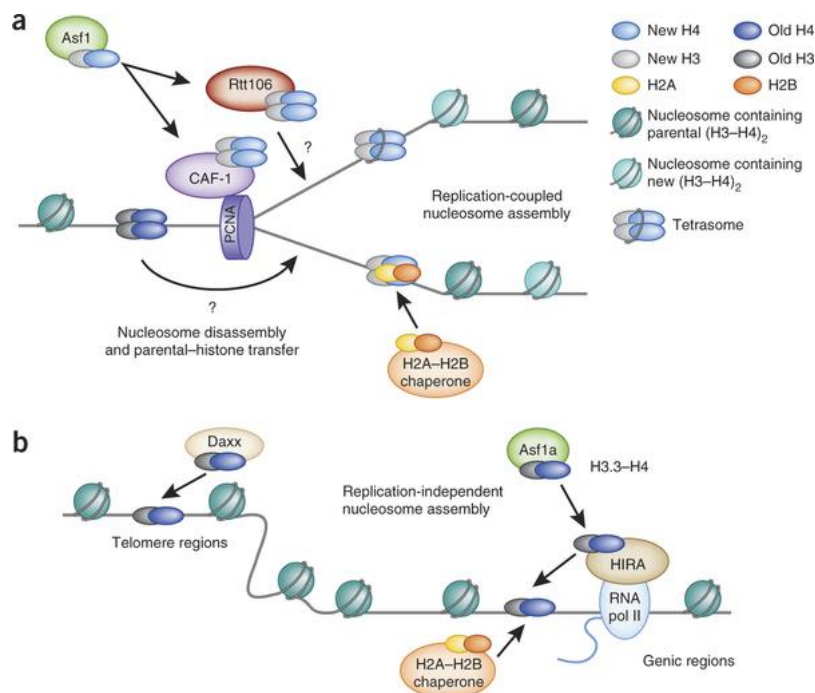 a
Asf1
Rtt106
?
CAF-1
PCNA
Replication-coupled
nucleosome assembly
?
Nucleosome disassembly
and parental–histone transfer
H2A–H2B
chaperone
New H4
Old H4
New H3
Old H3
H2A
H2B
Nucleosome containing
parental (H3–H4)2
Nucleosome containing
new (H3–H4)2
Tetrasome
b
Daxx
Telomere regions
Replication-independent
nucleosome assembly
Asf1a
H3.3–H4
HIRA
RNA
pol II
H2A–H2B
chaperone
Genic regions